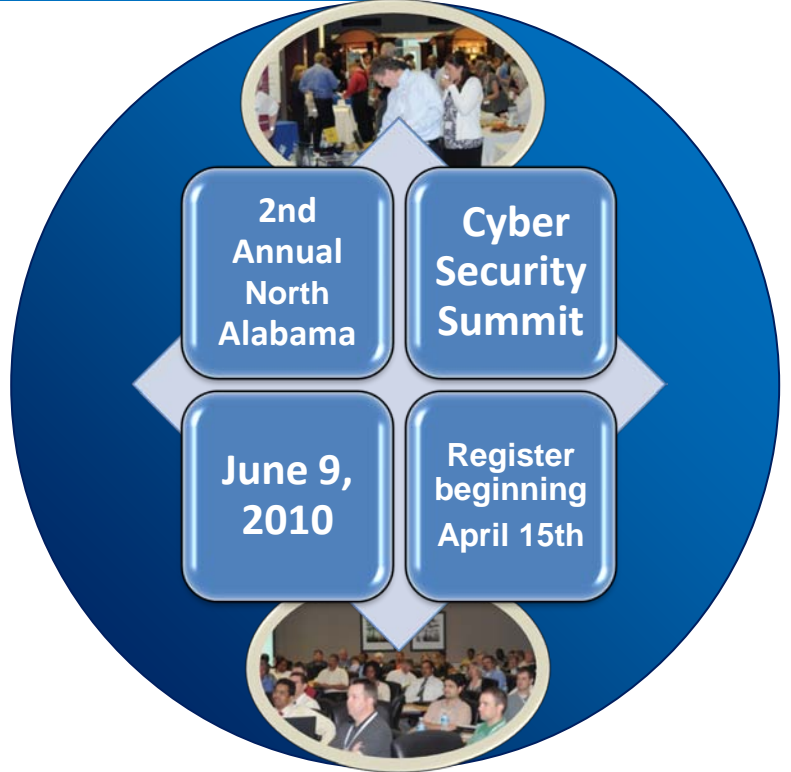 2nd
Annual
North
Alabama
Cyber
Security
Summit
June 9,
2010
Register
beginning
April 15th